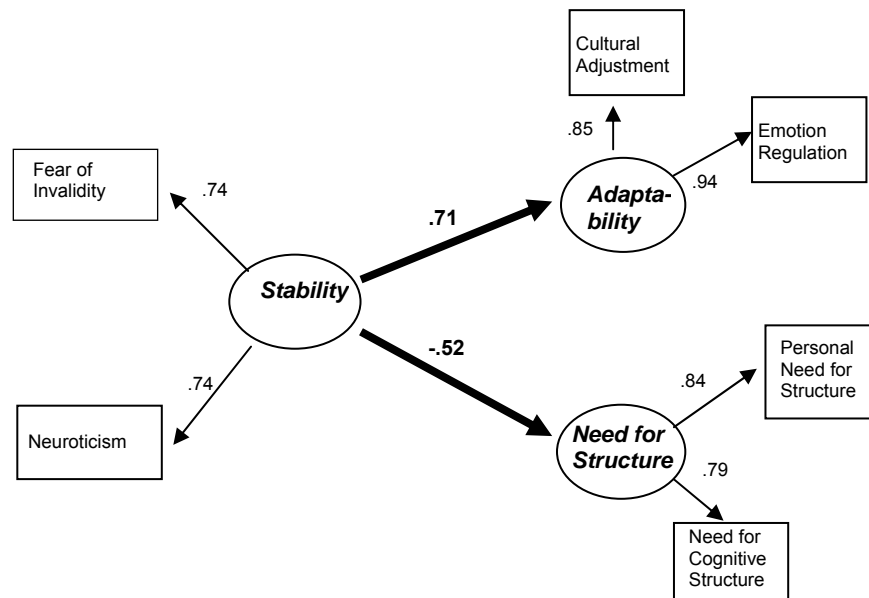 Cultural
Adjustment
.85
Emotion
Regulation
.94
Adapta-
bility
Fear of
Invalidity
.74
.71
Stability
-.52
.74
Neuroticism
Personal
Need for
Structure
.84
Need for
Structure
.79
Need for
Cognitive
Structure